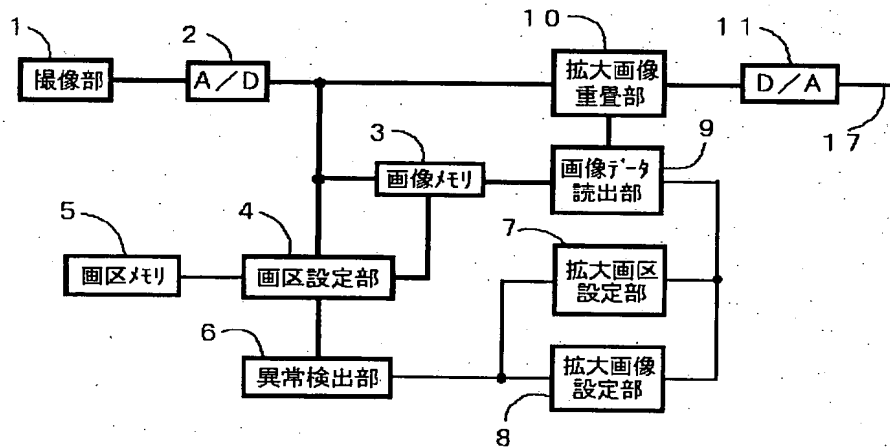 1
撮像部
2
A/D
10
拡大画像
重畳部
11
D/A
17
3
画像メモリ
9
画像データ
読出部
5
画区メモリ
4
画区設定部
7
拡大画区
設定部
6
異常検出部
拡大画像
設定部
8